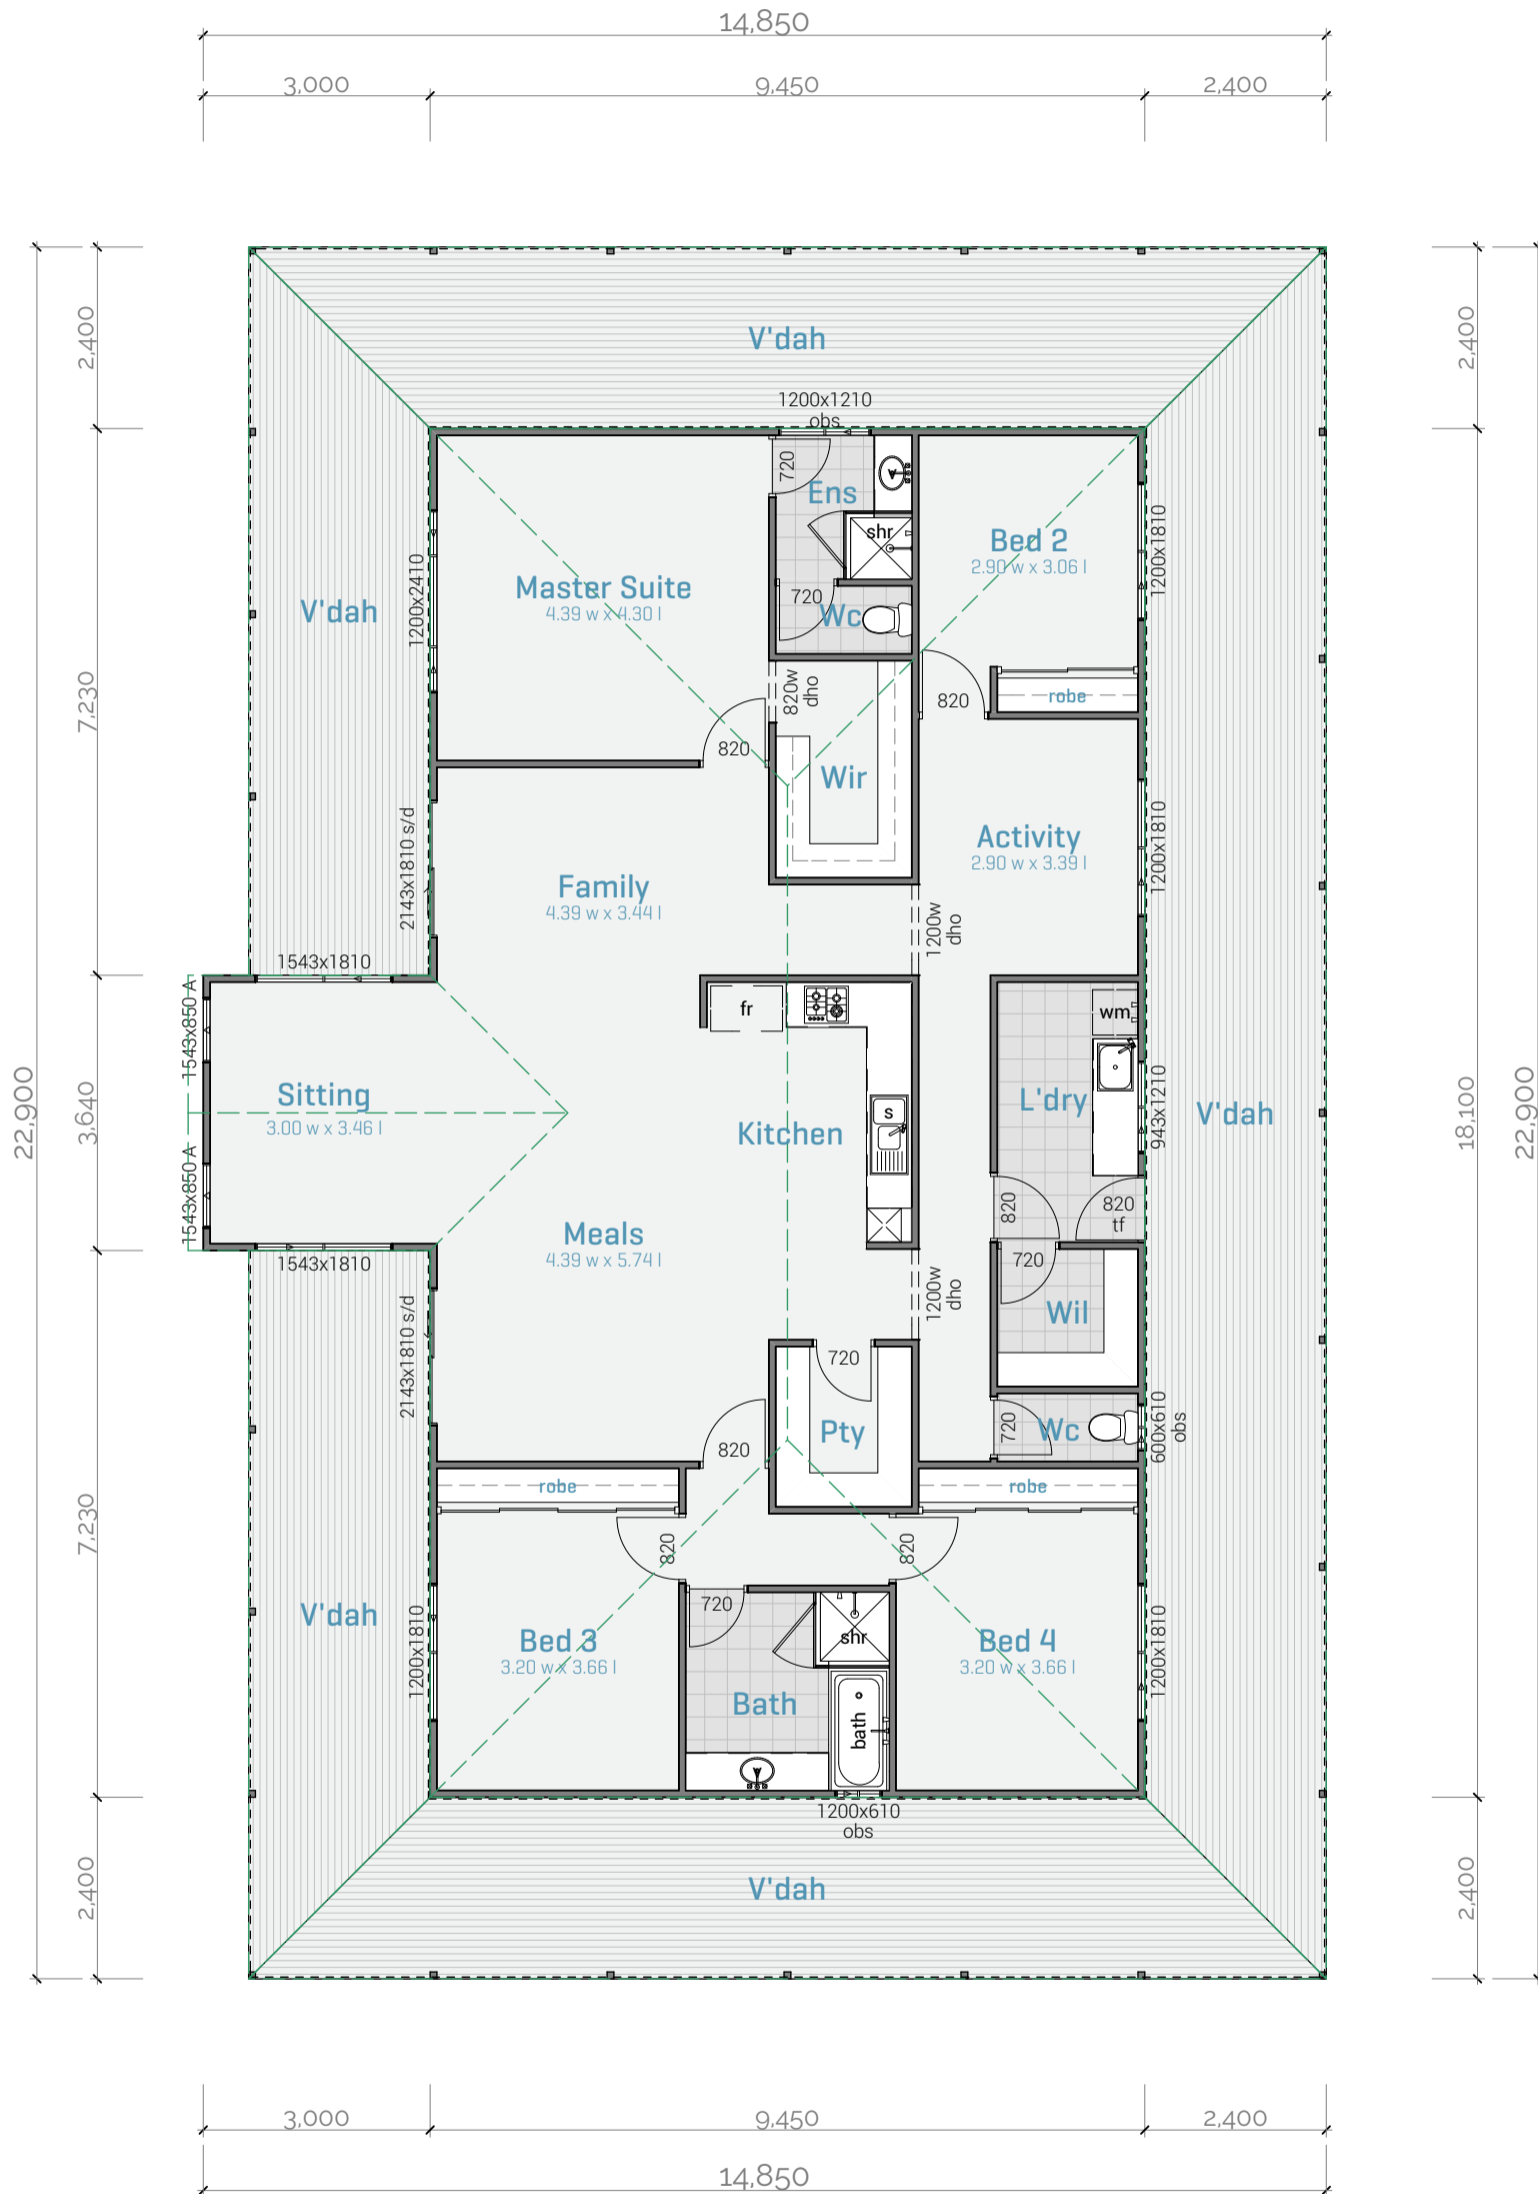 14,850
3,000
9,450
2,400
2,400
2,400
V'dah
1200x1210
obs
720
Ens
shr
Bed 2
2.90 w x 3.06 l
1200x1810
Master Suite
4.39 w x 4.30 l
1200x2410
V'dah
720
Wc
7,230
820w
dho
820
robe
820
Wir
Activity
2.90 w x 3.39 l
1200x1810
2143x1810 s/d
Family
4.39 w x 3.44 l
1200w
dho
1543x1810
1543x850 A
fr
wm
Sitting
3.00 w x 3.46 l
L'dry
943x1210
V'dah
22,900
3,640
s
Kitchen
18,100
22,900
1543x850 A
820
820
tf
Meals
4.39 w x 5.74 l
1543x1810
720
1200w
dho
Wil
2143x1810 s/d
720
Pty
720
Wc
600x610
obs
820
robe
robe
7,230
820
820
720
V'dah
1200x1810
Bed 3
3.20 w x 3.66 l
shr
Bed 4
3.20 w x 3.66 l
1200x1810
Bath
bath
1200x610
obs
2,400
V'dah
2,400
3,000
9,450
2,400
14,850